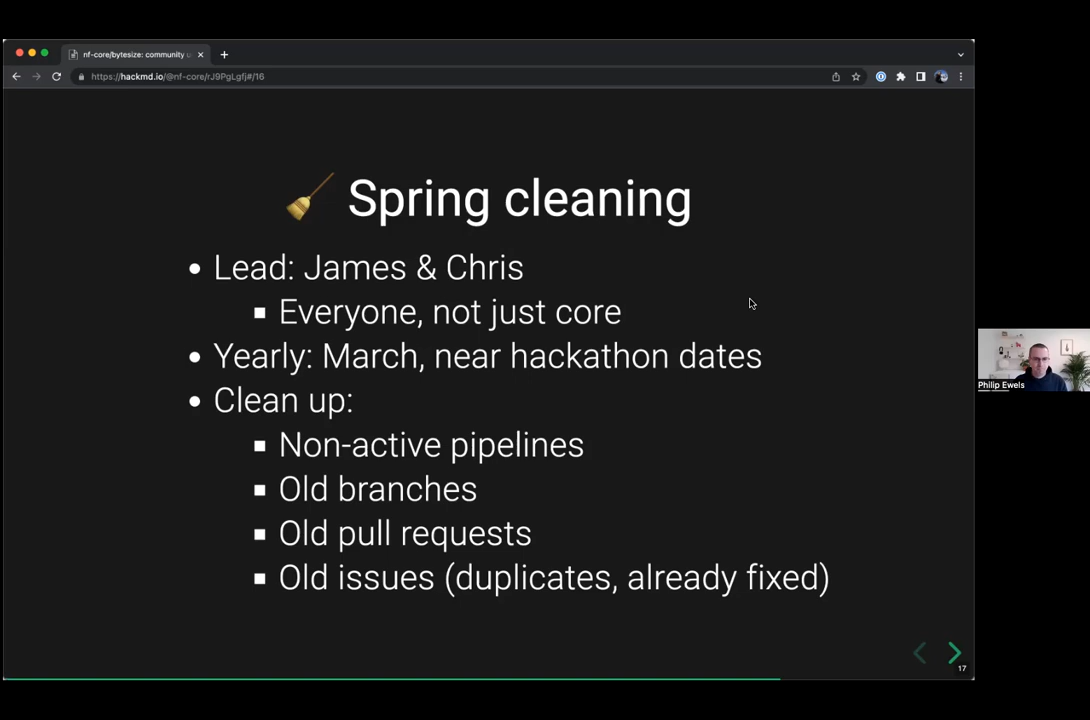 nf-core/bytesize: community u
https://hackmd.io/@nf-core/rJ9PgLgfj#/16
Spring cleaning
Lead: James & Chris
Everyone, not just core
Yearly: March, near hackathon dates
Clean up:
Non-active pipelines
Old branches
Old pull requests
Old issues (duplicates, already fixed)
17
Philip Ewels